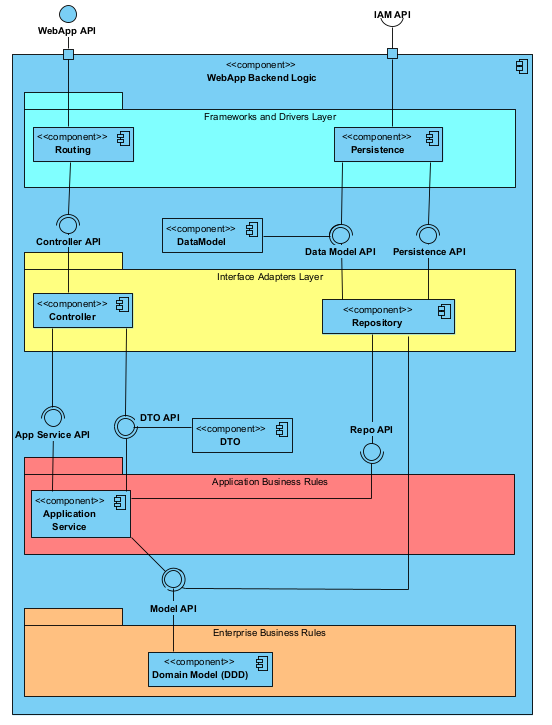 WebApp API
IAM API
<<component>>
WebApp Backend Logic
Frameworks and Drivers Layer
<<component>>
Routing
<<component>>
Persistence
<<component>>
DataModel
Controller API
Data Model API
Persistence API
Interface Adapters Layer
<<component>>
Controller
<<component>>
Repository
DTO API
App Service API
<<component>>
DTO
Repo API
Application Business Rules
<<component>>
Application
Service
Model API
Enterprise Business Rules
<<component>>
Domain Model (DDD)